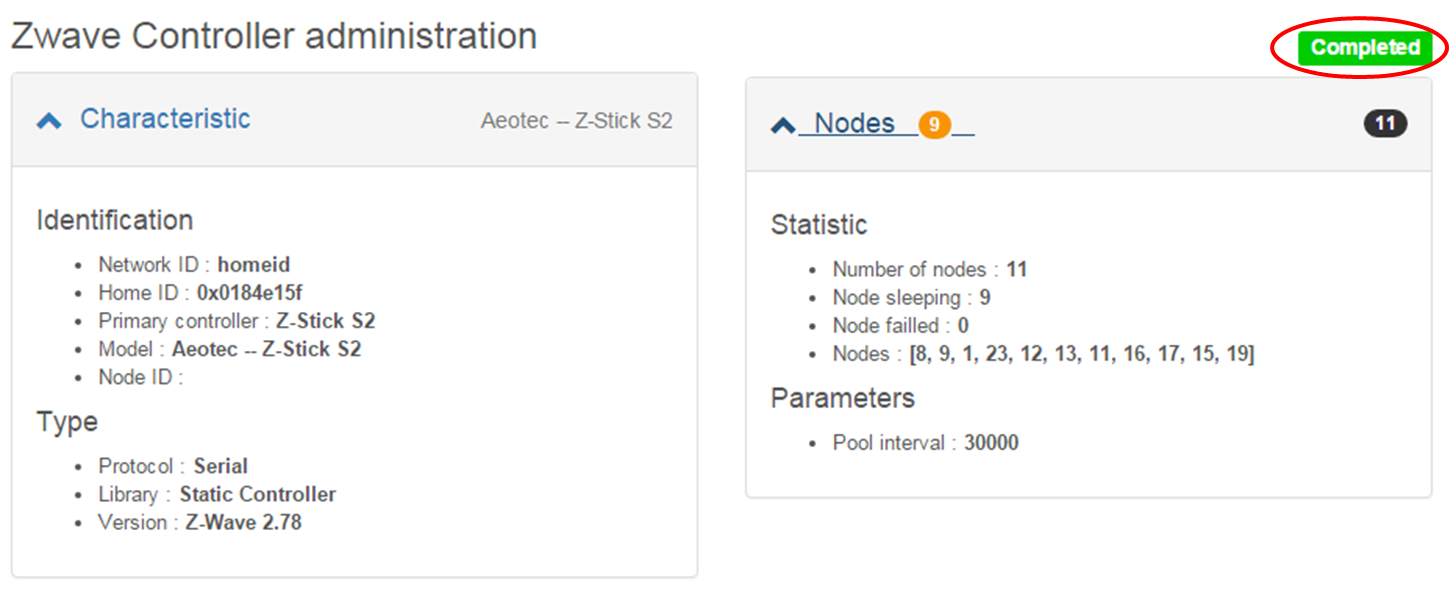 Zwave Controller administration
Completed
Characteristic
Aeotec -- Z-Stick S2
Identification
Network ID : homeid
Home ID : 0x0184e15f
Primary controller : Z-Stick S2
Model : Aeotec -- Z-Stick S2
Node ID :
Type
Protocol : Serial
Library : Static Controller
Version : Z-Wave 2.78
Nodes 9
11
Statistic
Number of nodes : 11
Node sleeping : 9
Node failled : 0
Nodes : [8, 9, 1, 23, 12, 13, 11, 16, 17, 15, 19]
Parameters
Pool interval : 30000